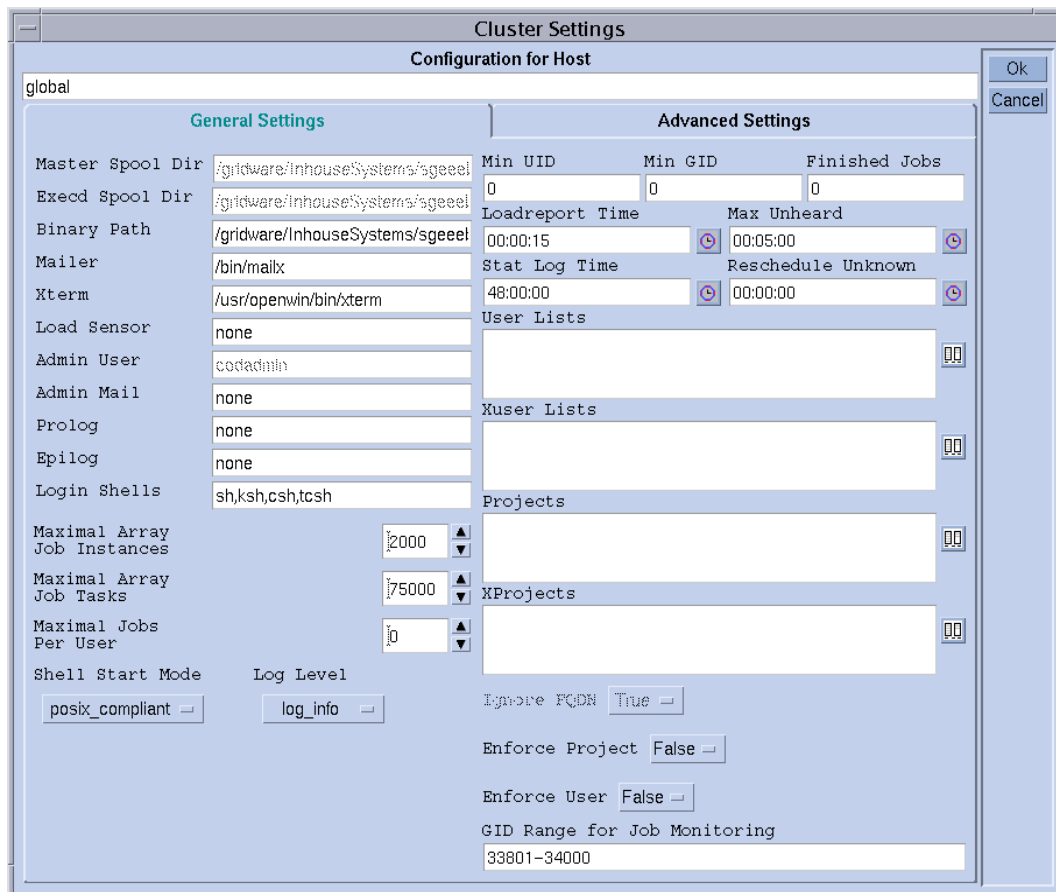 Cluster Settings
Configuration for Host
global
Ok
Cancel
General Settings
Advanced Settings
Master Spool Dir /gridware/InhouseSystems/sgeeel
Execd Spool Dir /gridware/InhouseSystems/sgeeel
Binary Path /gridware/InhouseSystems/sgeeel
Mailer /bin/mailx
Xterm /usr/openwin/bin/xterm
Load Sensor none
Admin User codadmin
Admin Mail none
Prolog none
Epilog none
Login Shells sh,ksh,csh,tcsh
Maximal Array
Job Instances 2000
Maximal Array
Job Tasks 75000
Maximal Jobs
Per User 0
Shell Start Mode Log Level
posix_compliant log_info
Min UID Min GID Finished Jobs
0 0 0
Loadreport Time Max Unheard
00:00:15 00:05:00
Stat Log Time Reschedule Unknown
48:00:00 00:00:00
User Lists
Xuser Lists
Projects
XProjects
Ignore FQDN True
Enforce Project False
Enforce User False
GID Range for Job Monitoring
33801-34000